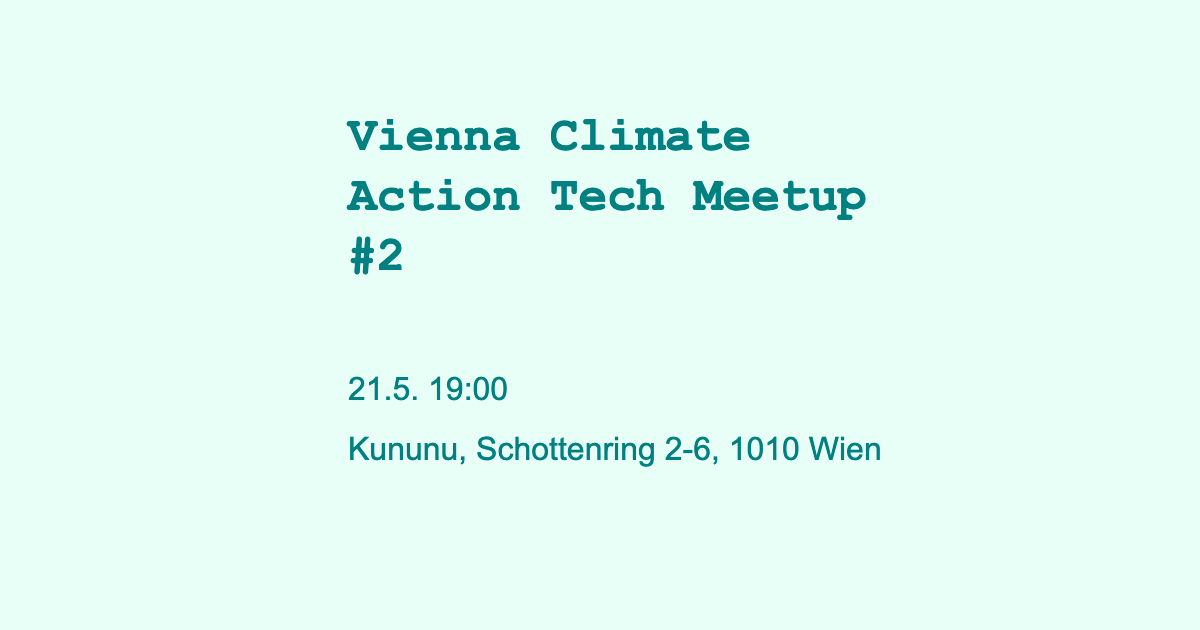 Vienna Climate
Action Tech Meetup
#2
21.5. 19:00
Kununu, Schottenring 2-6, 1010 Wien